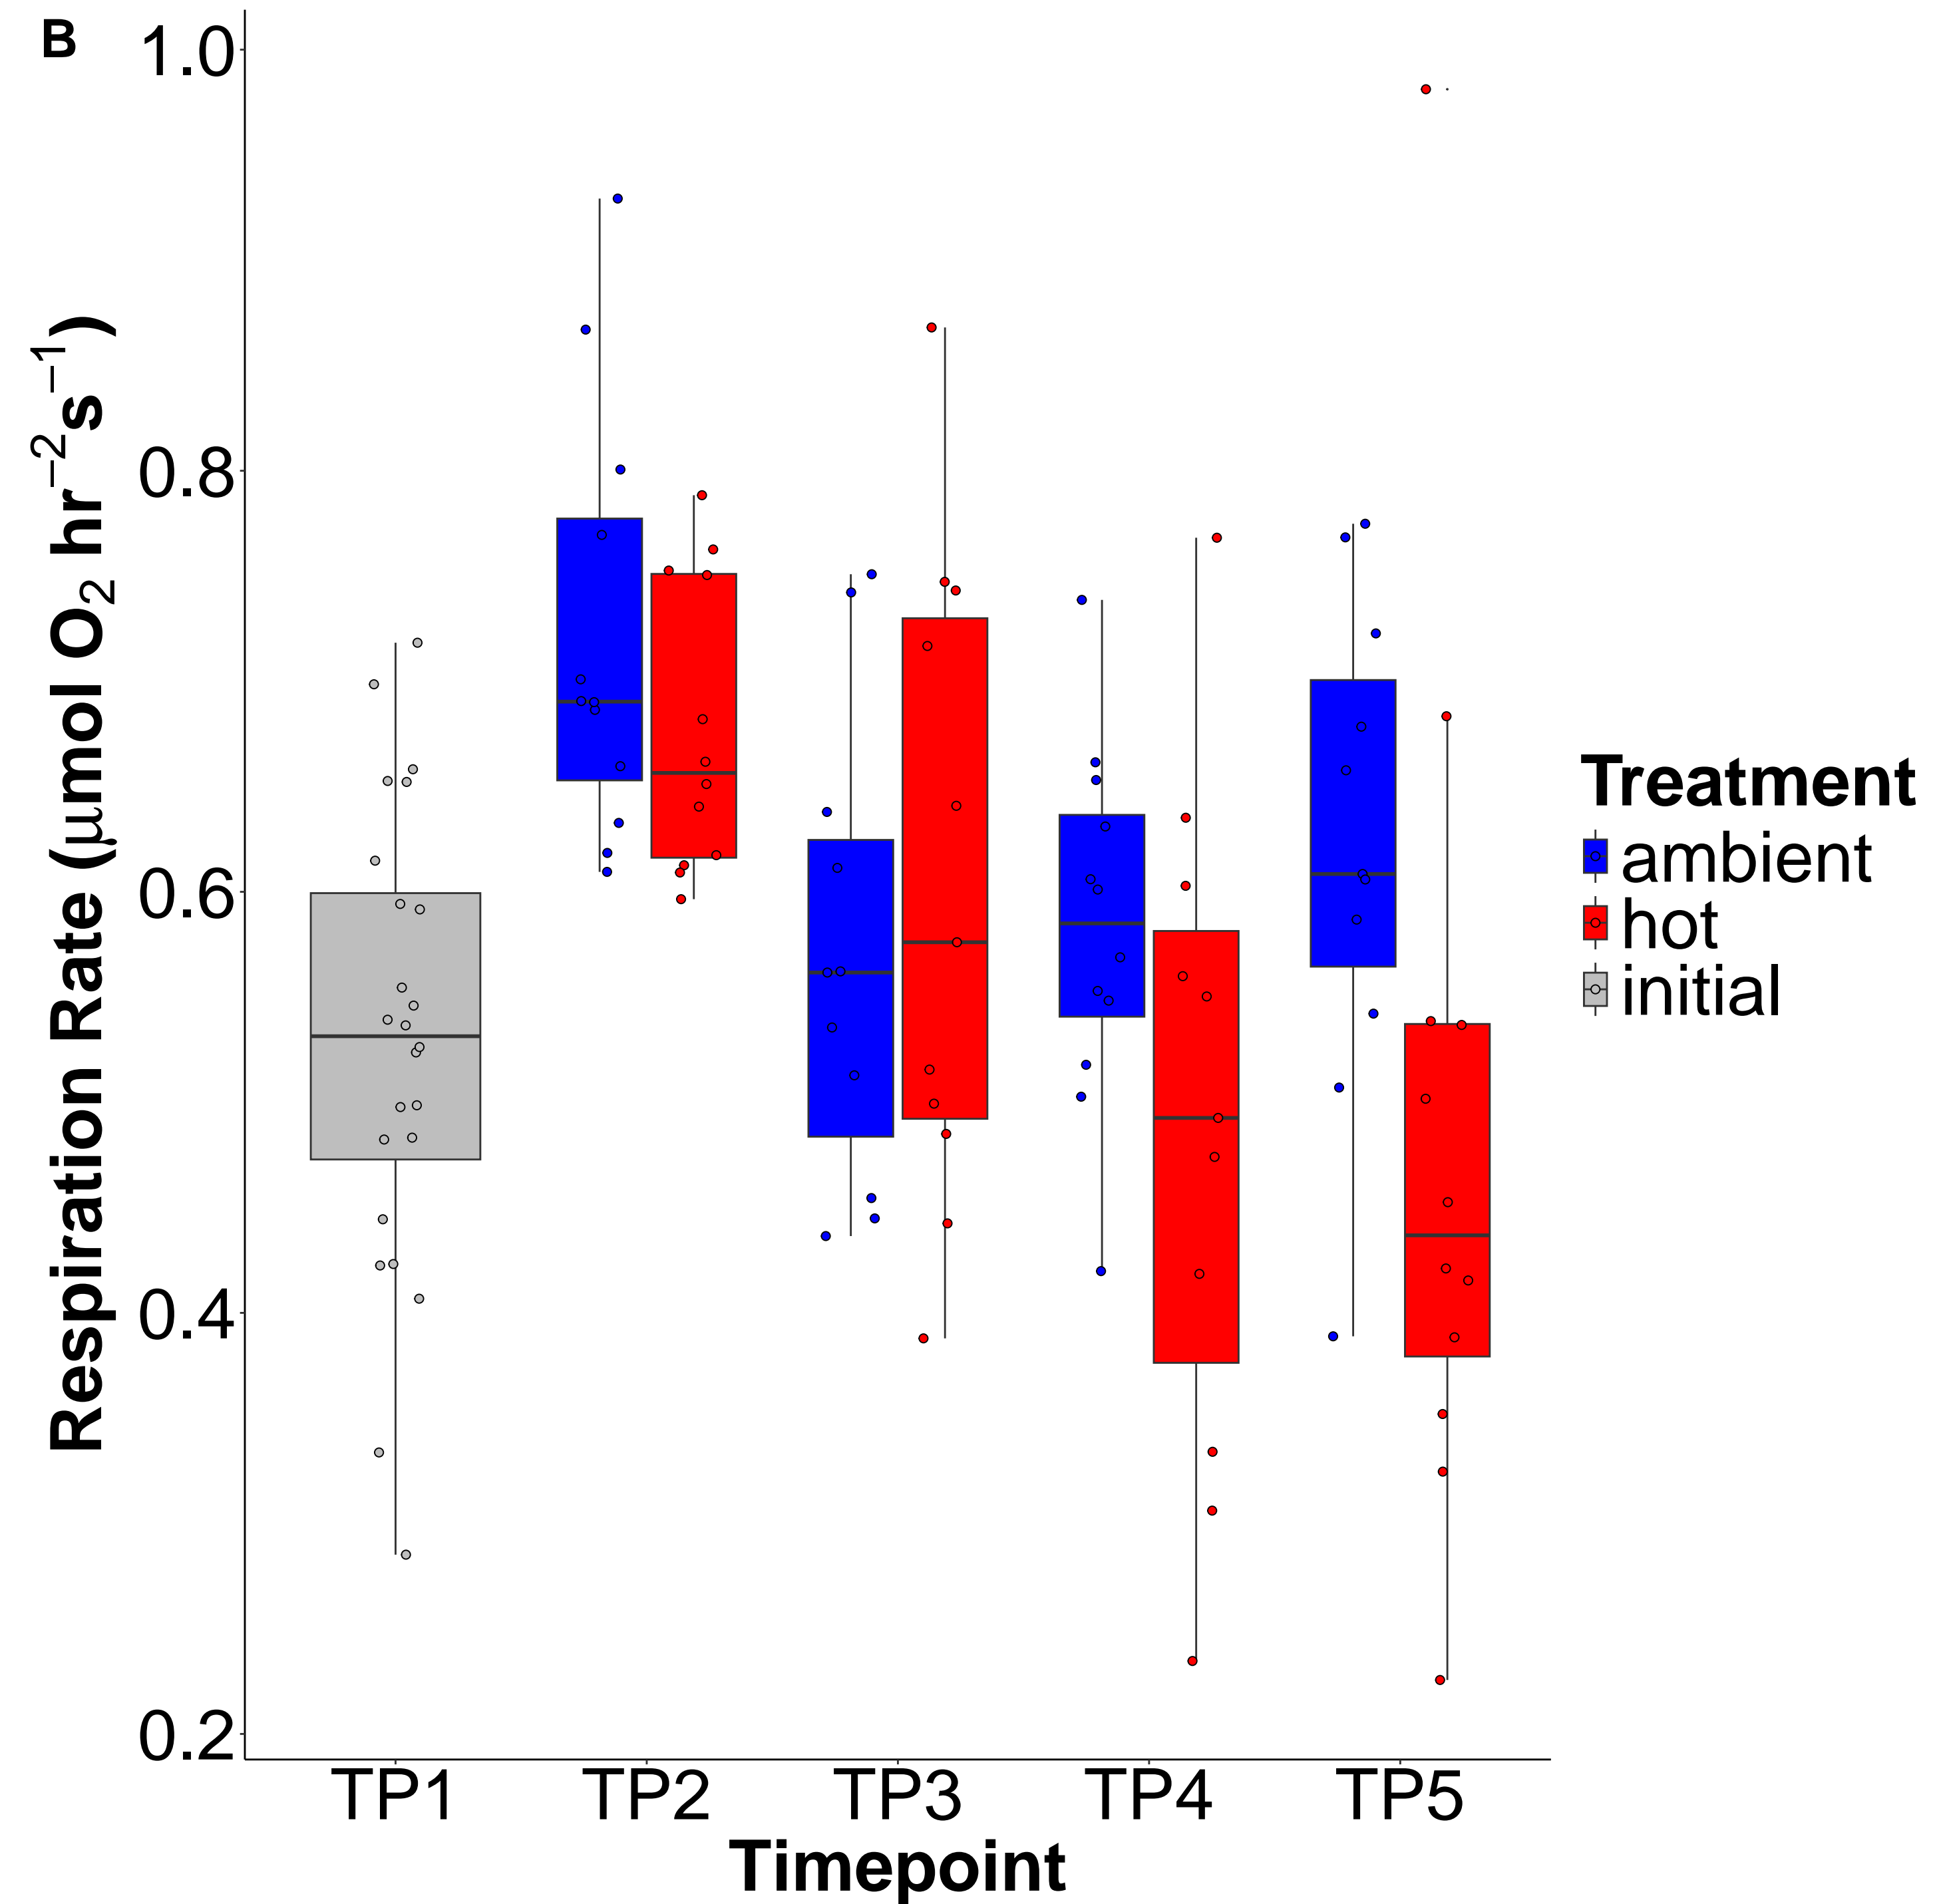 B
1.0
0.8
0.6
0.4
0.2
Respiration Rate (μmol O₂ hr⁻²s⁻¹)
TP1 TP2 TP3 TP4 TP5
Timepoint
Treatment
ambient
hot
initial